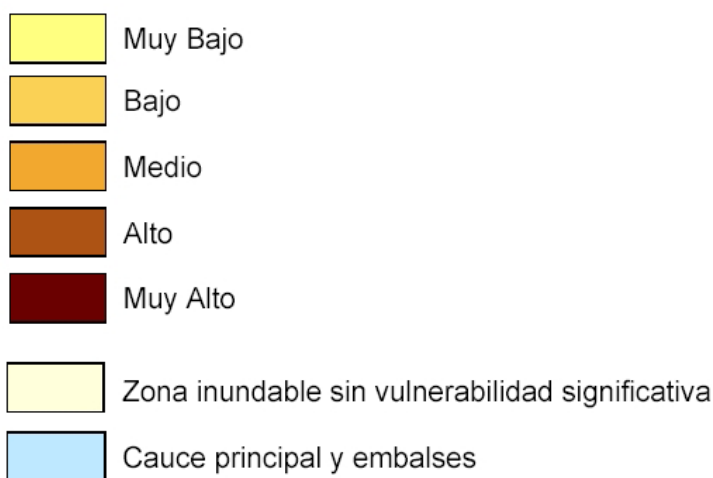 Muy Bajo
Bajo
Medio
Alto
Muy Alto
Zona inundable sin vulnerabilidad significativa
Cauce principal y embalses